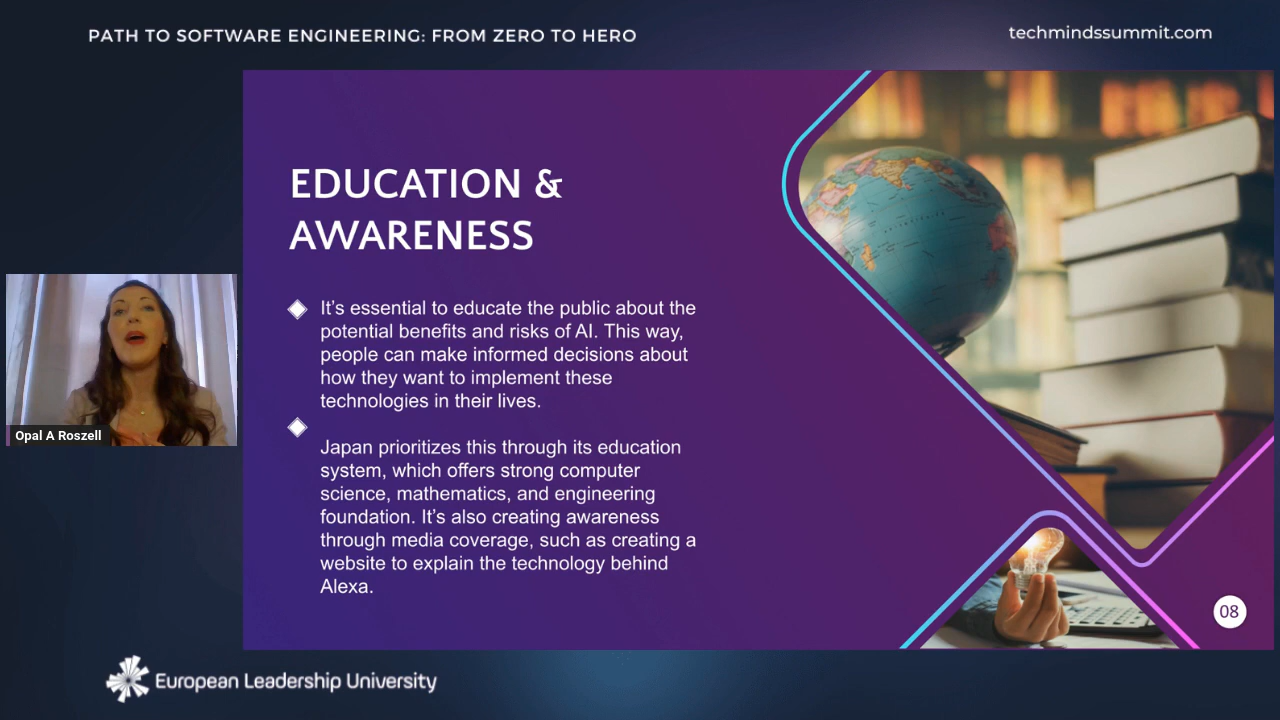 PATH TO SOFTWARE ENGINEERING: FROM ZERO TO HERO
techmindssummit.com
EDUCATION &
AWARENESS
It's essential to educate the public about the
potential benefits and risks of AI. This way,
people can make informed decisions about
how they want to implement these
technologies in their lives.
Japan prioritizes this through its education
system, which offers strong computer
science, mathematics, and engineering
foundation. It's also creating awareness
through media coverage, such as creating a
website to explain the technology behind
Alexa.
Opal A Roszell
08
European Leadership University